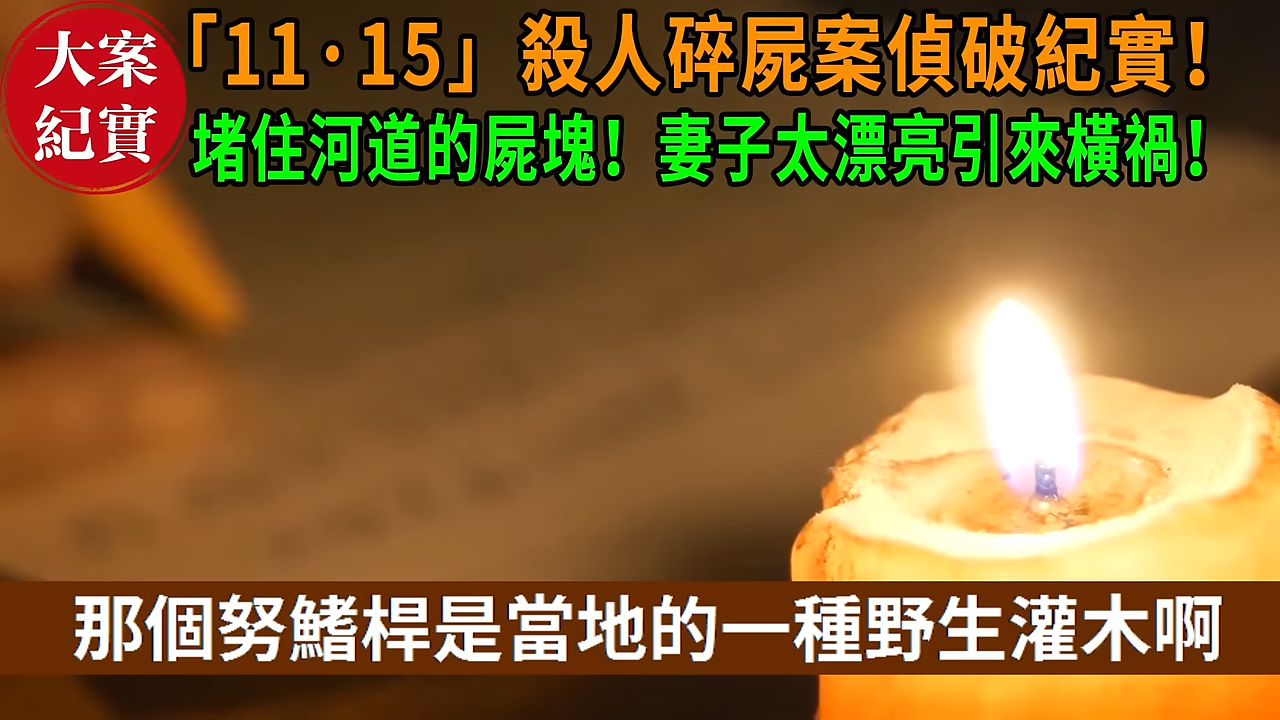 大案
紀實
「11·15」殺人碎屍案偵破紀實！
堵住河道的屍塊！妻子太漂亮引來橫禍！
那個努鰭桿是當地的一種野生灌木啊